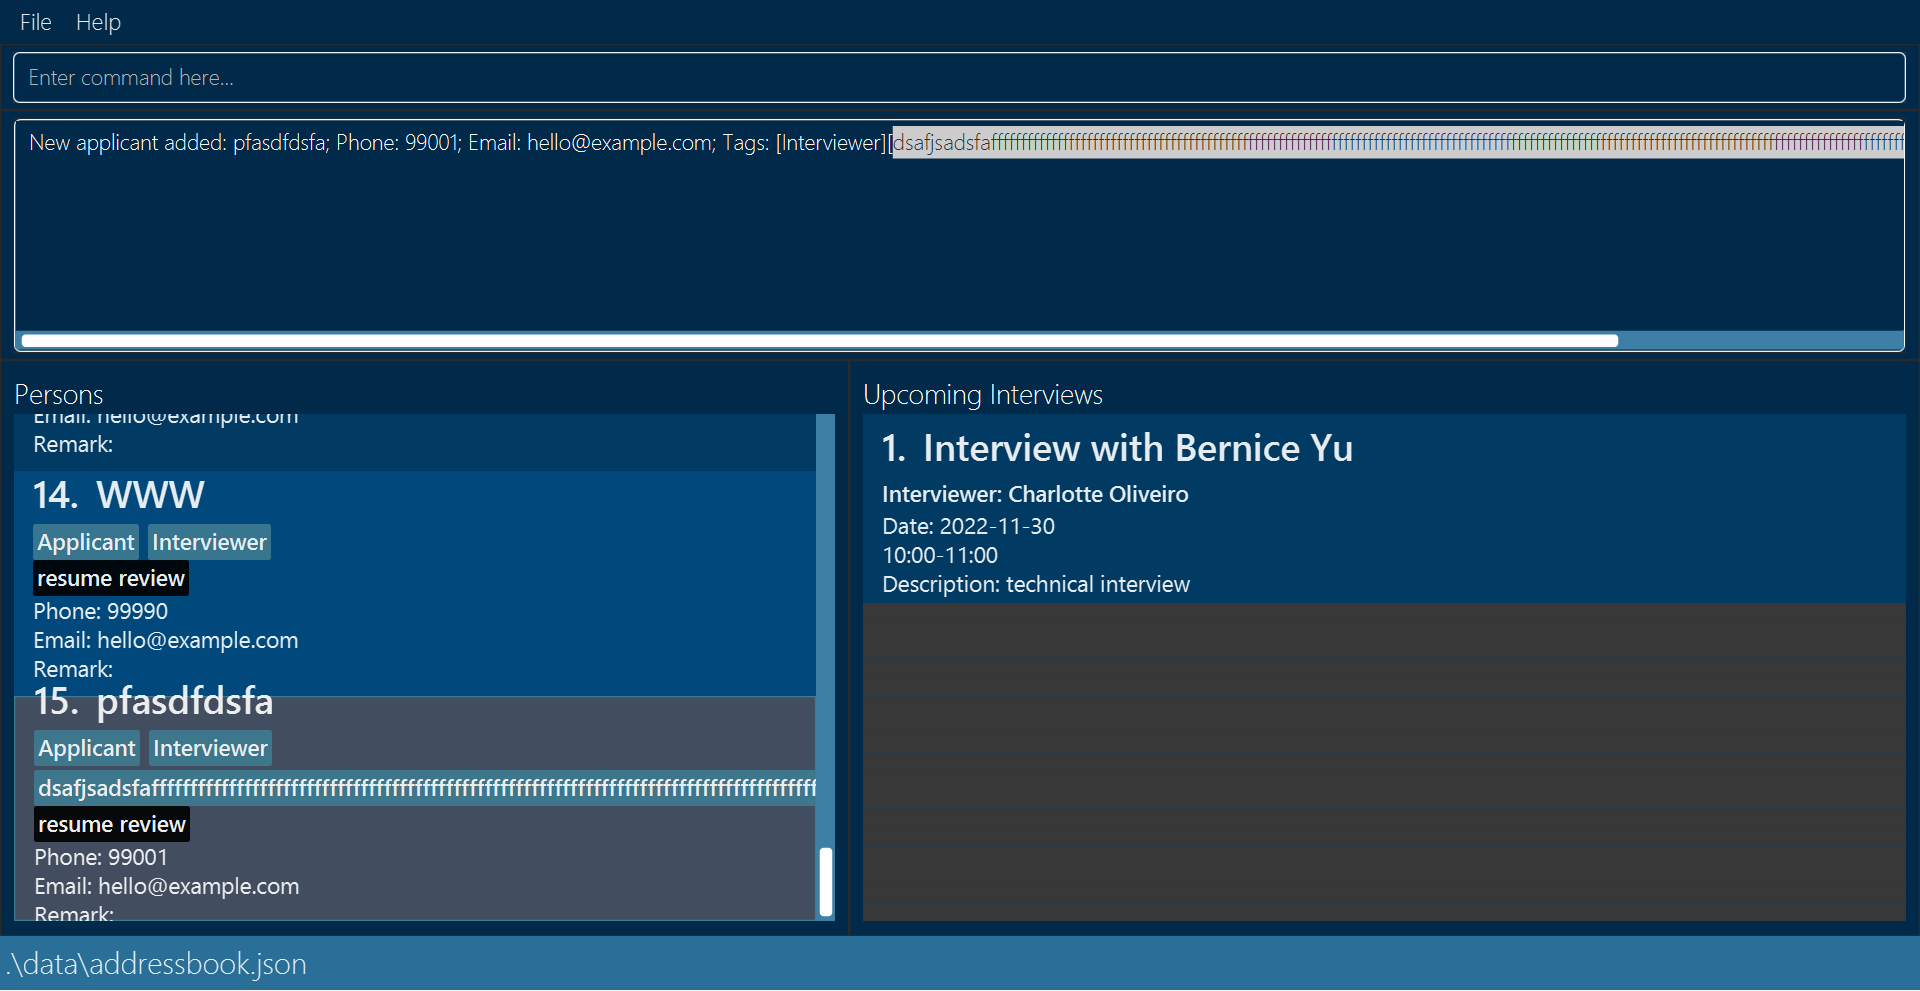 File Help
Enter command here...
New applicant added: pfasdfdsfa; Phone: 99001; Email: hello@example.com; Tags: [Interviewer][
Persons
Email: hello@example.com
Remark:
14. WWW
Applicant Interviewer
resume review
Phone: 99990
Email: hello@example.com
Remark:
15. pfasdfdsfa
Applicant Interviewer
resume review
Phone: 99001
Email: hello@example.com
Remark:
Upcoming Interviews
1. Interview with Bernice Yu
Interviewer: Charlotte Oliveiro
Date: 2022-11-30
10:00-11:00
Description: technical interview
.\data\addressbook.json